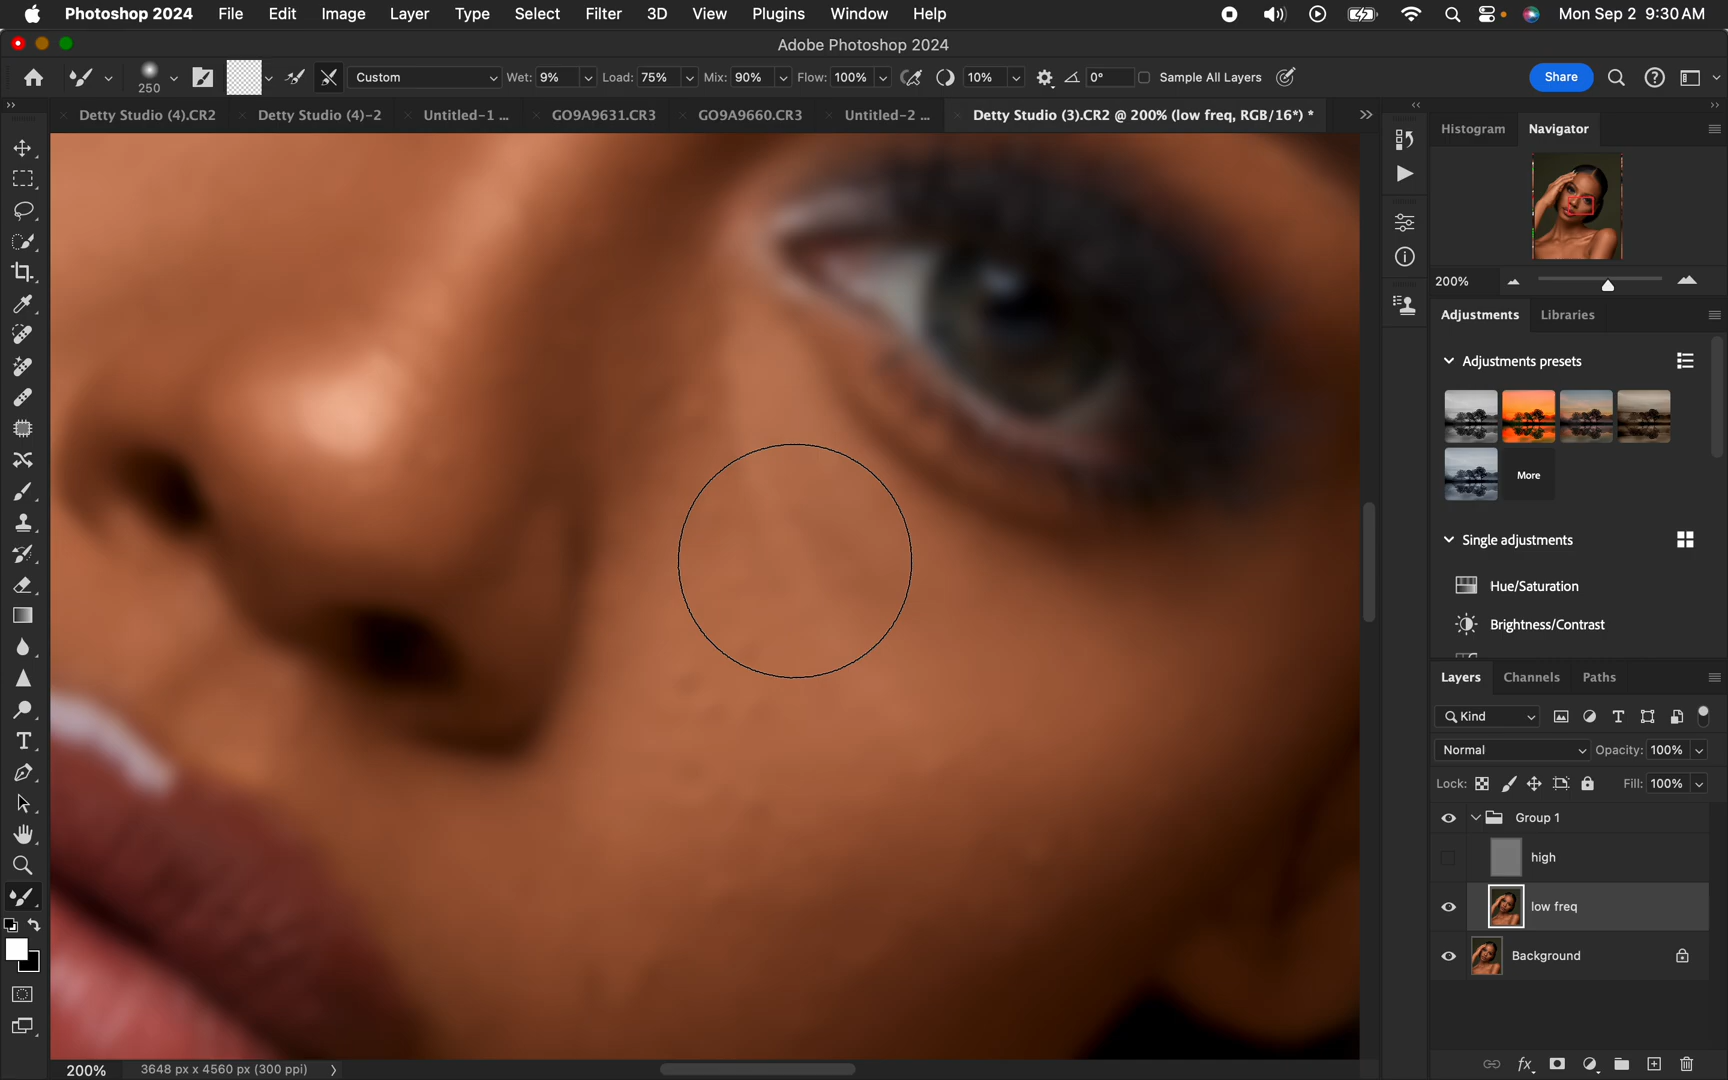 Photoshop 2024 File Edit Image Layer Type Select Filter 3D View Plugins Window Help Mon Sep 2 9:30 AM
Adobe Photoshop 2024
250 Custom Wet: 9% Load: 75% Mix: 90% Flow: 100% 10% 0° Sample All Layers Share
Detty Studio (4).CR2 Detty Studio (4)-2 Untitled-1 ... GO9A9631.CR3 GO9A9660.CR3 Untitled-2 ... Detty Studio (3).CR2 @ 200% (low freq, RGB/16*) *
Histogram Navigator
200%
Adjustments Libraries
Adjustments presets
More
Single adjustments
Hue/Saturation
Brightness/Contrast
Layers Channels Paths
Kind
Normal Opacity: 100%
Lock: Fill: 100%
Group 1
high
low freq
Background
200% 3648 px x 4560 px (300 ppi)